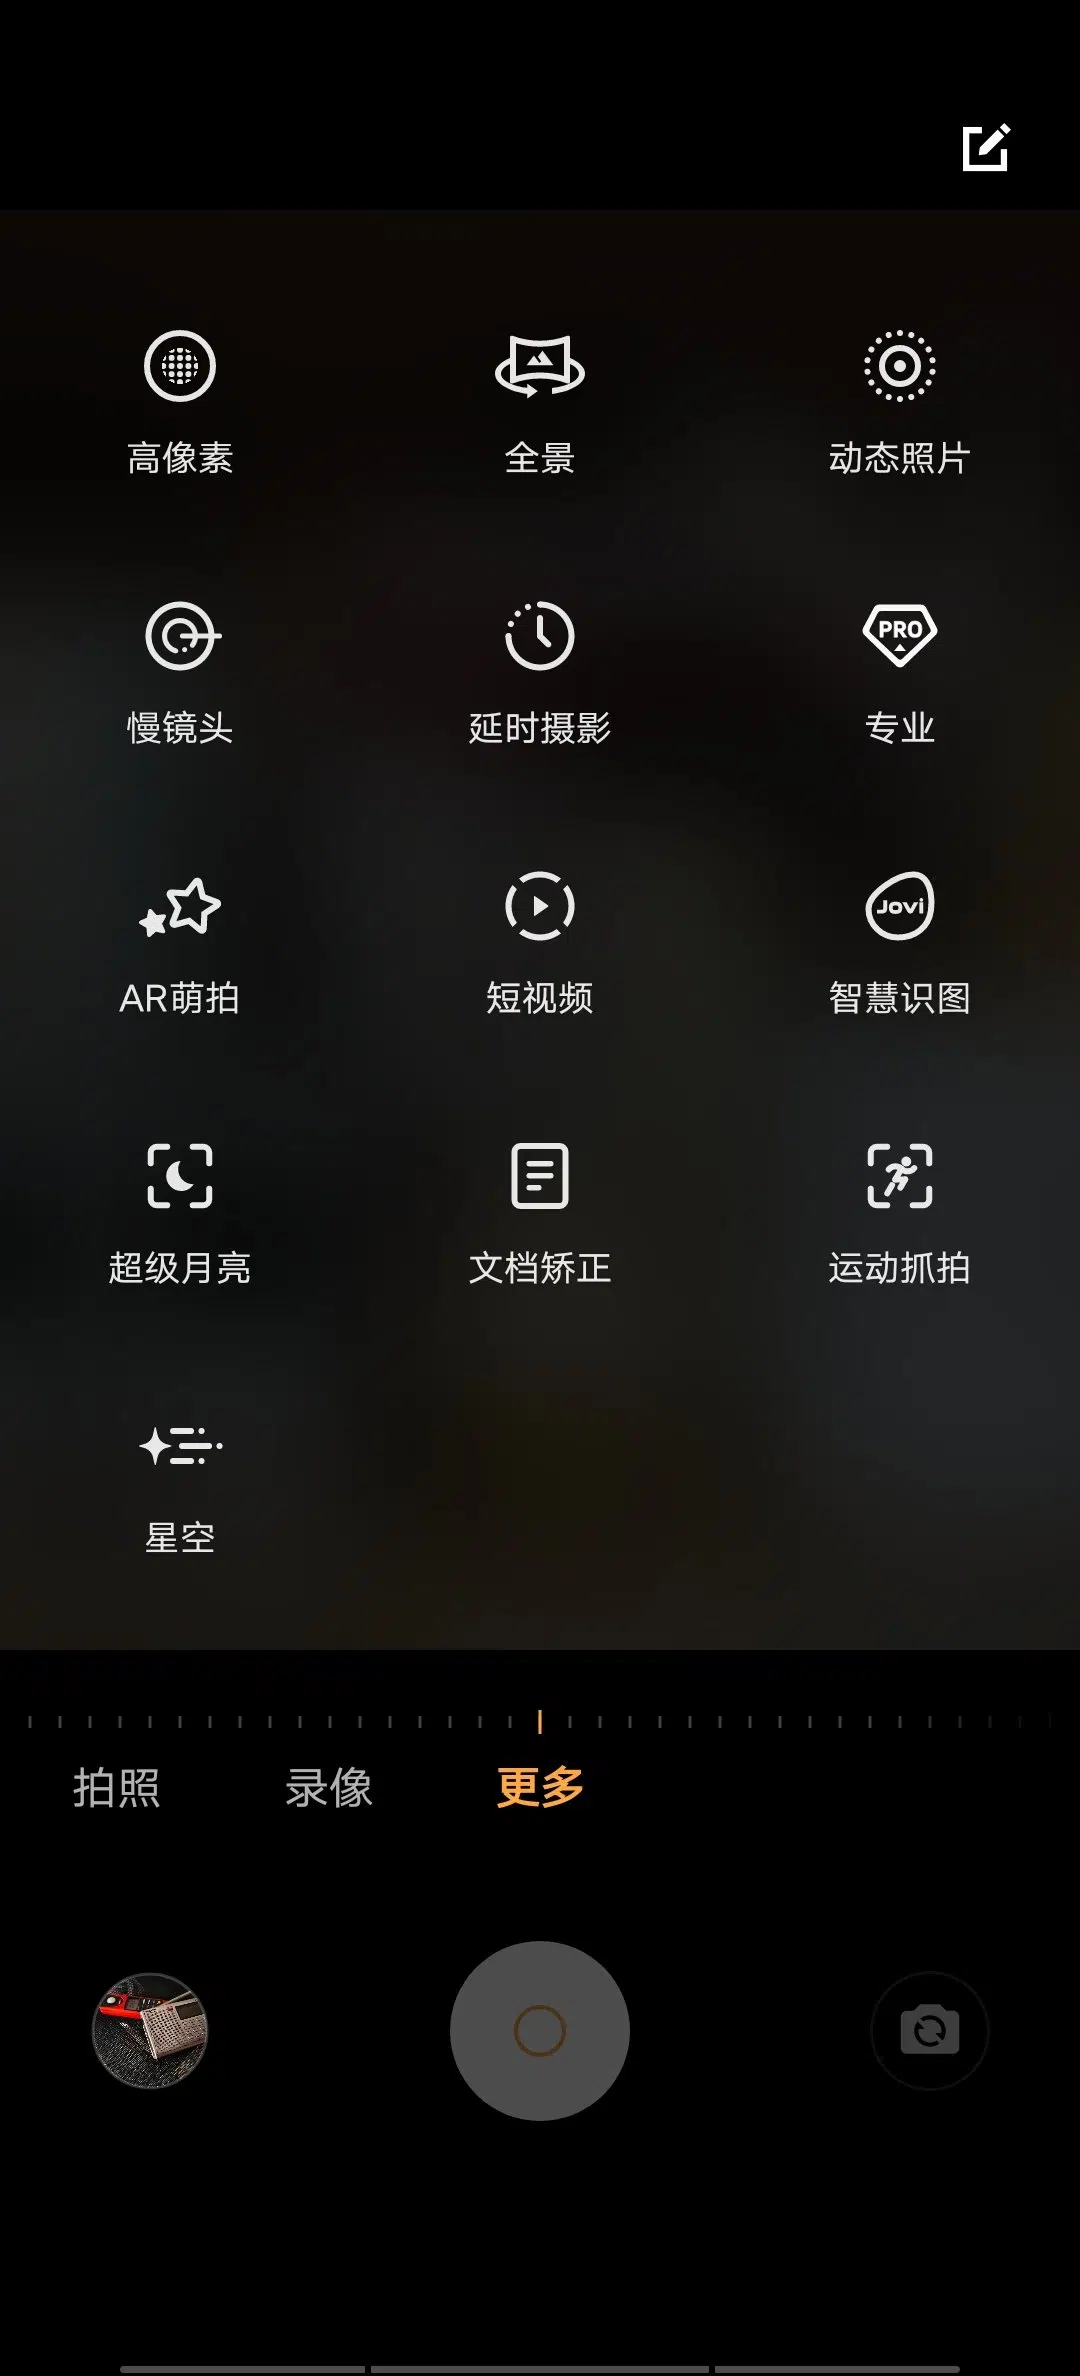 高像素
全景
动态照片
慢镜头
延时摄影
PRO
专业
AR萌拍
短视频
Jovi
智慧识图
超级月亮
文档矫正
运动抓拍
星空
拍照
录像
更多